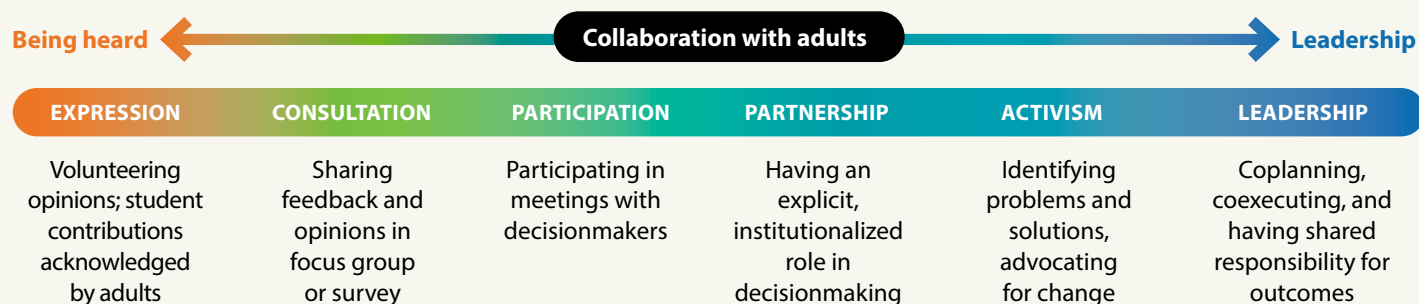 Being heard
Collaboration with adults
Leadership
EXPRESSION
CONSULTATION
PARTICIPATION
PARTNERSHIP
ACTIVISM
LEADERSHIP
Volunteering
opinions; student
contributions
acknowledged
by adults
Sharing
feedback and
opinions in
focus group
or survey
Participating in
meetings with
decisionmakers
Having an
explicit,
institutionalized
role in
decisionmaking
Identifying
problems and
solutions,
advocating
for change
Coplanning,
coexecuting, and
having shared
responsibility for
outcomes